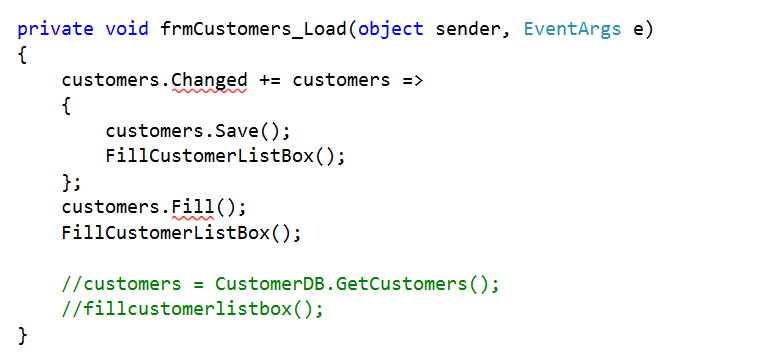 private void frmCustomers_Load(object sender, EventArgs e)
{
    customers.Changed += customers =>
    {
        customers.Save();
        FillCustomerListBox();
    };
    customers.Fill();
    FillCustomerListBox();

    //customers = CustomerDB.GetCustomers();
    //fillcustomerlistbox();
}